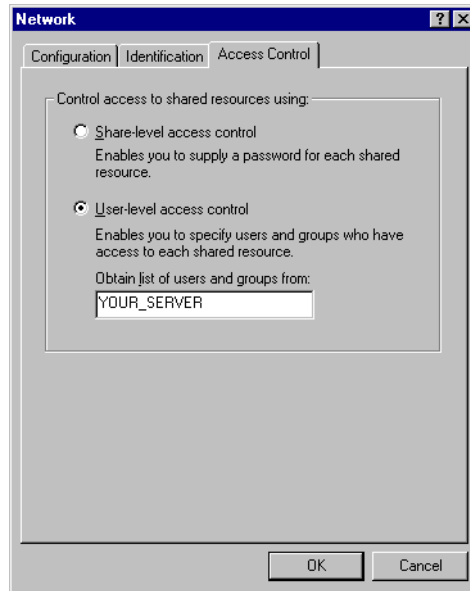 Network
Configuration Identification Access Control
Control access to shared resources using:
Share-level access control
Enables you to supply a password for each shared
resource.
User-level access control
Enables you to specify users and groups who have
access to each shared resource.
Obtain list of users and groups from:
YOUR_SERVER
OK Cancel